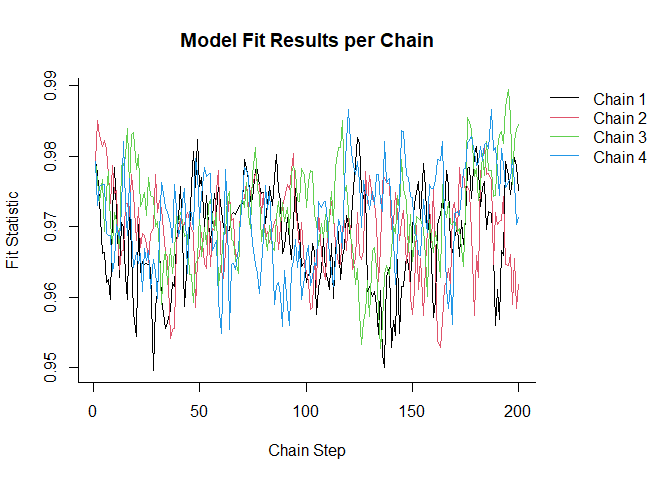 Model Fit Results per Chain
Fit Statistic
0.99
0.98
0.97
0.96
0.95
0
50
100
150
200
Chain Step
Chain 1
Chain 2
Chain 3
Chain 4